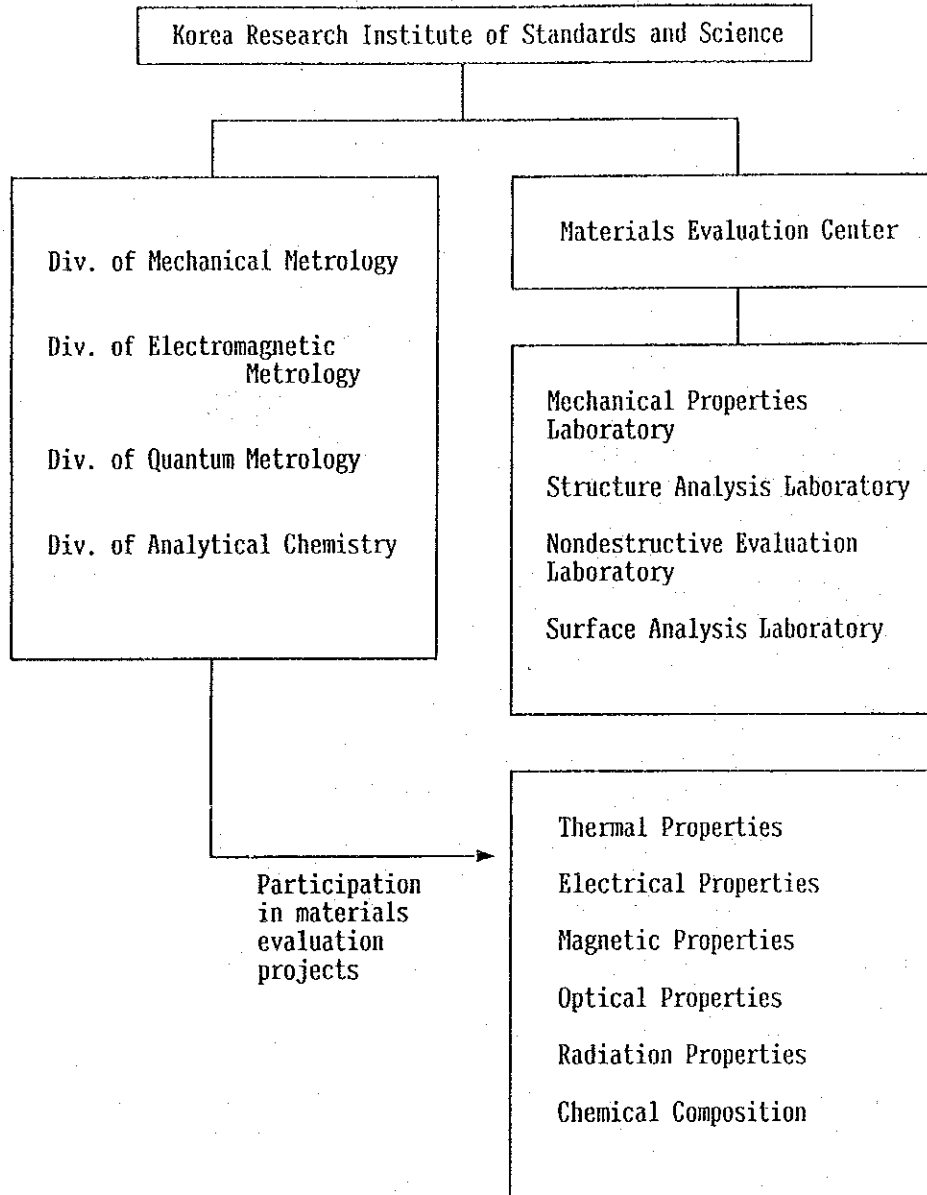 Korea Research Institute of Standards and Science
Div. of Mechanical Metrology
Div. of Electromagnetic
Metrology
Div. of Quantum Metrology
Div. of Analytical Chemistry
Materials Evaluation Center
Mechanical Properties
Laboratory
Structure Analysis Laboratory
Nondestructive Evaluation
Laboratory
Surface Analysis Laboratory
Participation
in materials
evaluation
projects
Thermal Properties
Electrical Properties
Magnetic Properties
Optical Properties
Radiation Properties
Chemical Composition